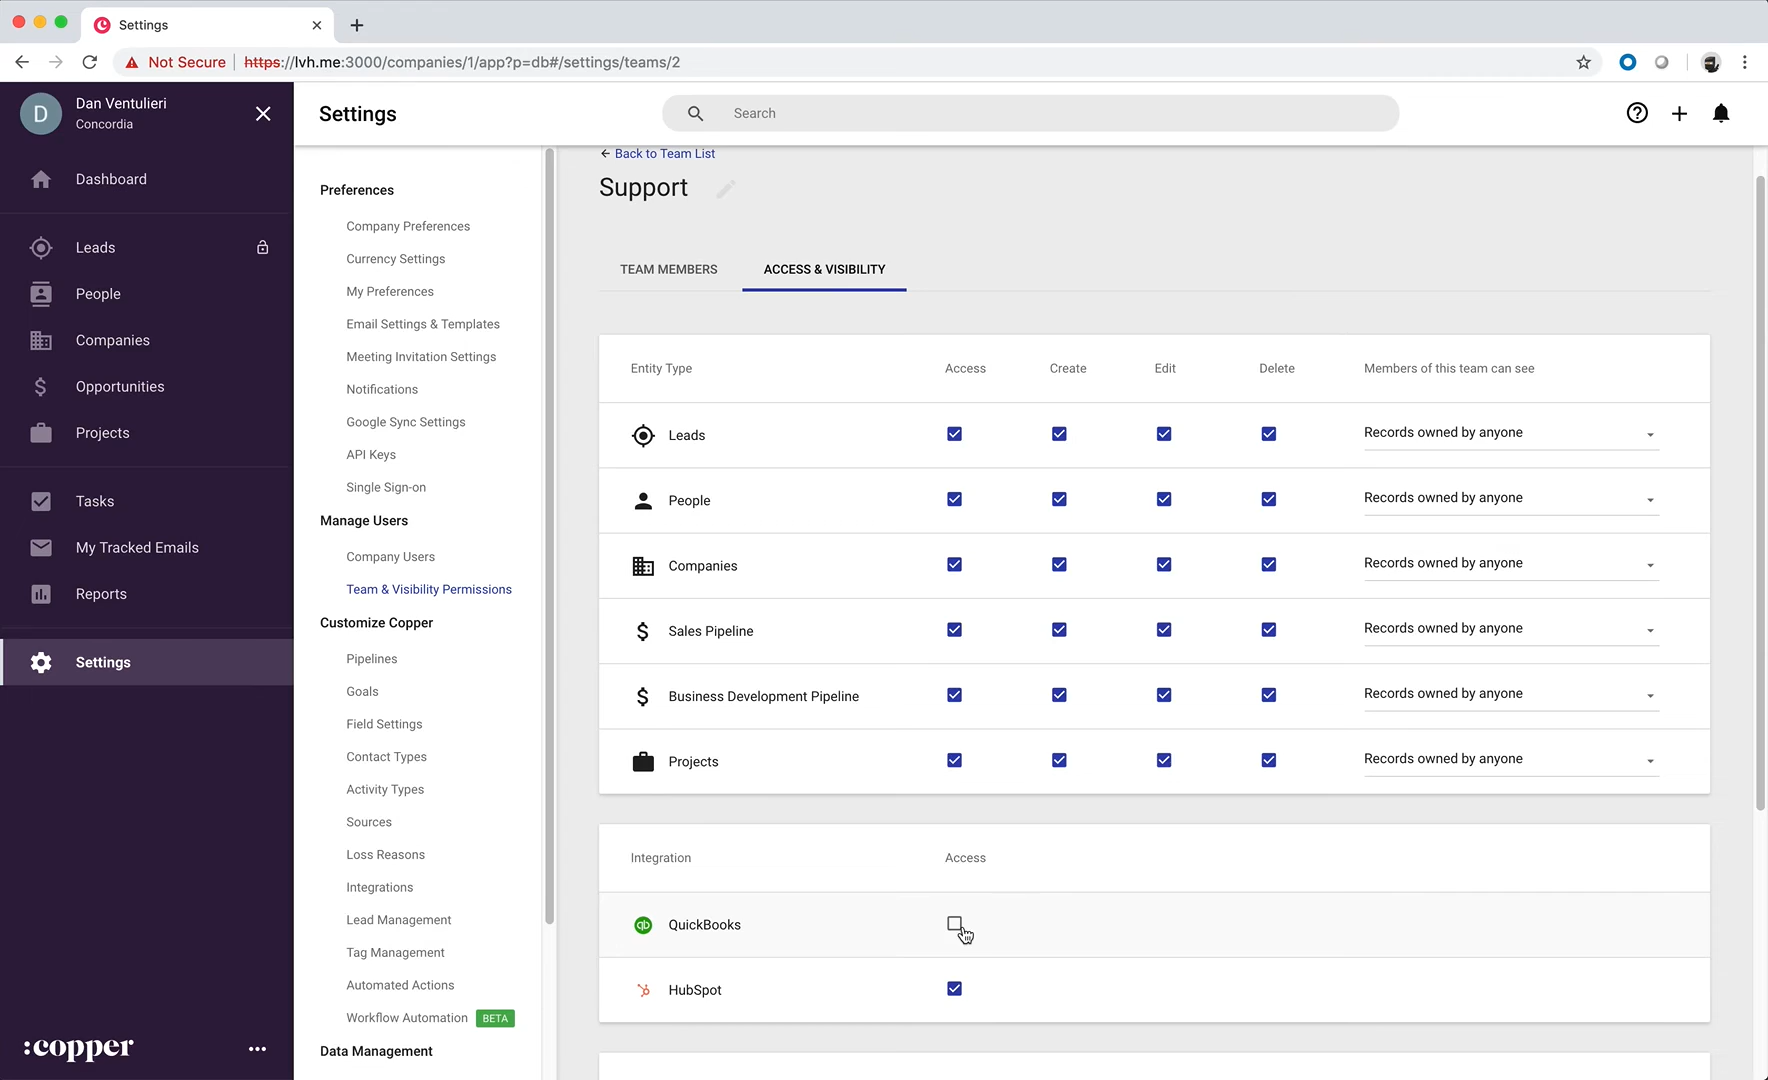 Settings
Not Secure | https://lvh.me:3000/companies/1/app?p=db#/settings/teams/2
D
Dan Ventulieri
Concordia
Settings
Search
Dashboard
Leads
People
Companies
Opportunities
Projects
Tasks
My Tracked Emails
Reports
Settings
:copper
Preferences
Company Preferences
Currency Settings
My Preferences
Email Settings & Templates
Meeting Invitation Settings
Notifications
Google Sync Settings
API Keys
Single Sign-on
Manage Users
Company Users
Team & Visibility Permissions
Customize Copper
Pipelines
Goals
Field Settings
Contact Types
Activity Types
Sources
Loss Reasons
Integrations
Lead Management
Tag Management
Automated Actions
Workflow Automation BETA
Data Management
← Back to Team List
Support
TEAM MEMBERS ACCESS & VISIBILITY
Entity Type Access Create Edit Delete Members of this team can see
Leads Records owned by anyone
People Records owned by anyone
Companies Records owned by anyone
$ Sales Pipeline Records owned by anyone
$ Business Development Pipeline Records owned by anyone
Projects Records owned by anyone
Integration Access
qb QuickBooks
HubSpot